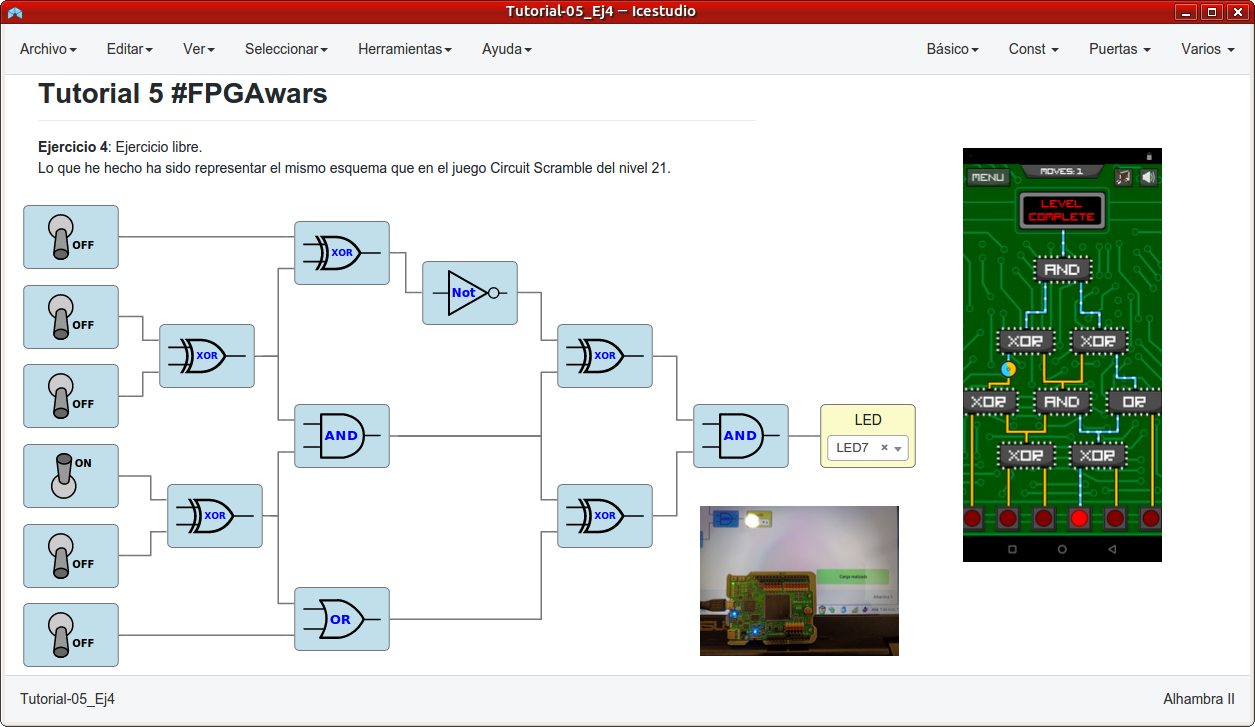 Tutorial-05_Ej4 — Icestudio
Archivo Editar Ver Seleccionar Herramientas Ayuda Básico Const Puertas Varios
Tutorial 5 #FPGAwars
Ejercicio 4: Ejercicio libre.
Lo que he hecho ha sido representar el mismo esquema que en el juego Circuit Scramble del nivel 21.
OFF
OFF
OFF
ON
OFF
OFF
XOR
XOR
XOR
Not
AND
OR
XOR
XOR
AND
LED
LED7
MENU
MOVES: 1
LEVEL
COMPLETE
AND
XOR XOR
XOR AND OR
XOR XOR
Carga realizada
Tutorial-05_Ej4
Alhambra II